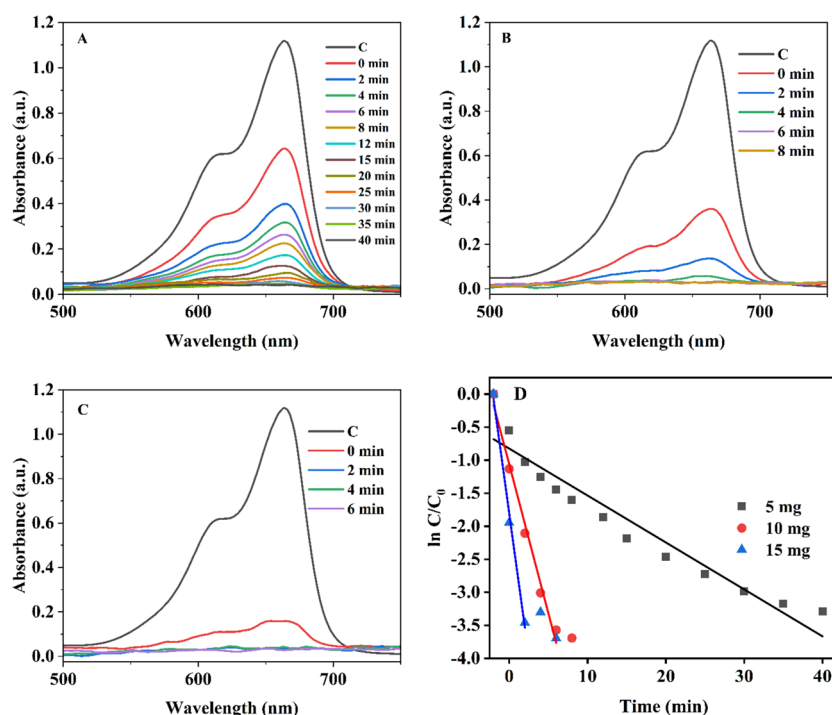 A
C
0 min
2 min
4 min
6 min
8 min
12 min
15 min
20 min
25 min
30 min
35 min
40 min
1.2
1.0
0.8
0.6
0.4
0.2
0.0
Absorbance (a.u.)
500
600
700
Wavelength (nm)
B
C
0 min
2 min
4 min
6 min
8 min
1.2
1.0
0.8
0.6
0.4
0.2
0.0
Absorbance (a.u.)
500
600
700
Wavelength (nm)
C
C
0 min
2 min
4 min
6 min
1.2
1.0
0.8
0.6
0.4
0.2
0.0
Absorbance (a.u.)
500
600
700
Wavelength (nm)
D
5 mg
10 mg
15 mg
0.0
-0.5
-1.0
-1.5
-2.0
-2.5
-3.0
-3.5
-4.0
ln C/C₀
0
10
20
30
40
Time (min)